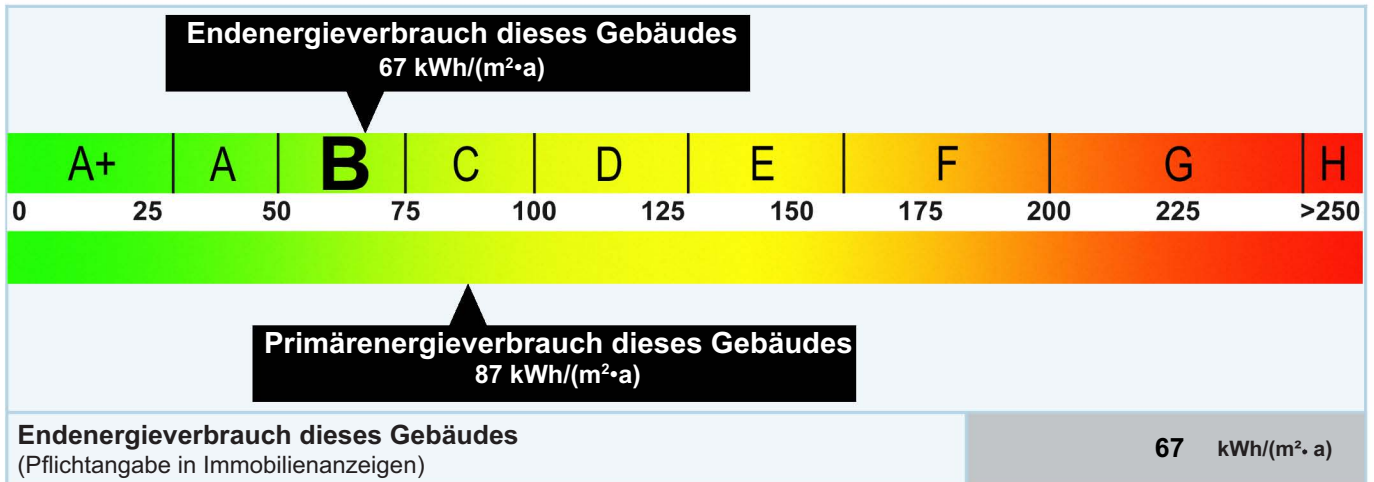 Endenergieverbrauch dieses Gebäudes
67 kWh/(m²•a)
A+ A B C D E F G H
0 25 50 75 100 125 150 175 200 225 >250
Primärenergieverbrauch dieses Gebäudes
87 kWh/(m²•a)
Endenergieverbrauch dieses Gebäudes
(Pflichtangabe in Immobilienanzeigen)
67 kWh/(m²• a)